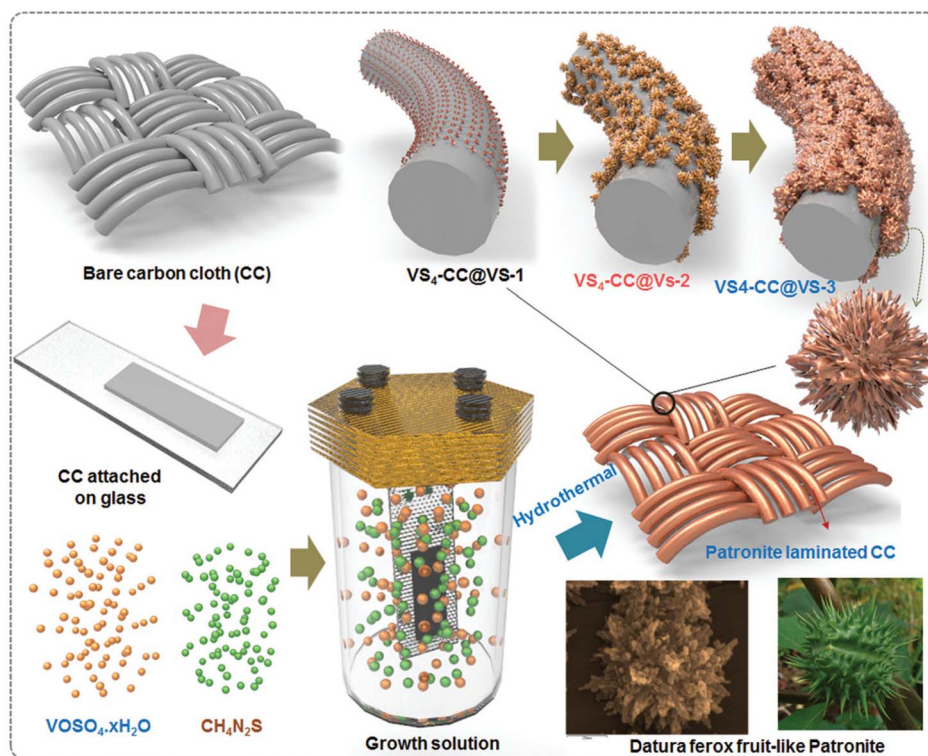 Bare carbon cloth (CC)
VS₄-CC@VS-1
VS₄-CC@Vs-2
VS4-CC@VS-3
CC attached
on glass
Hydrothermal
Patronite laminated CC
VOSO₄.xH₂O
CH₄N₂S
Growth solution
Datura ferox fruit-like Patronite